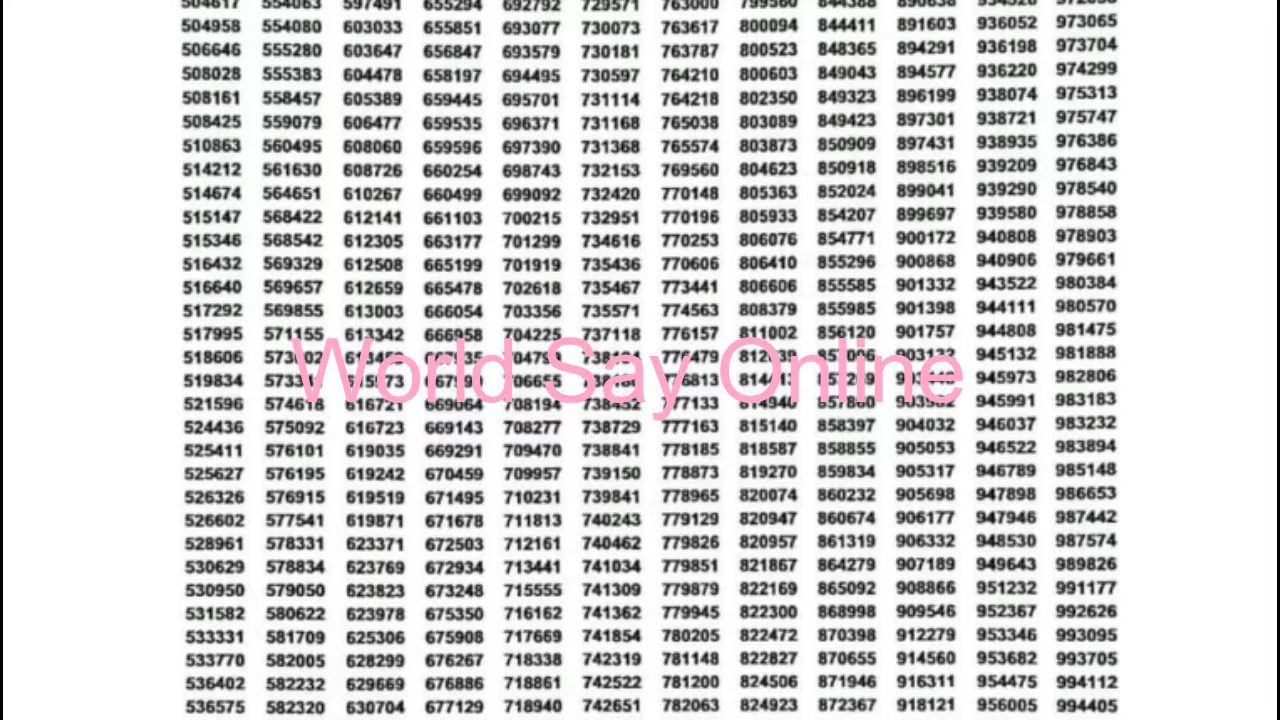 504617 554063 597491 655294 692792 729571 763000 799560 844388 890638
504958 554080 603033 655851 693077 730073 763617 800094 844411 891603 936052 973065
506646 555280 603647 656847 693579 730181 763787 800523 848365 894291 936198 973704
508028 555383 604478 658197 694495 730597 764210 800603 849043 894577 936220 974299
508161 558457 605389 659445 695701 731114 764218 802350 849323 896199 938074 975313
508425 559079 606477 659535 696371 731168 765038 803089 849423 897301 938721 975747
510863 560495 608060 659596 697390 731368 765574 803873 850909 897431 938935 976386
514212 561630 608726 660254 698743 732153 769560 804623 850918 898516 939209 976843
514674 564651 610267 660499 699092 732420 770148 805363 852024 899041 939290 978540
515147 568422 612141 661103 700215 732951 770196 805933 854207 899697 939580 978858
515346 568542 612305 663177 701299 734616 770253 806076 854771 900172 940808 978903
516432 569329 612508 665199 701919 735436 770606 806410 855296 900868 940906 979661
516640 569657 612659 665478 702618 735467 773441 806606 855585 901332 943522 980384
517292 569855 613003 666054 703356 735571 774563 808379 855985 901398 944111 980570
517995 571155 613342 666958 704225 737118 776157 811002 856120 901757 944808 981475
518606 945132 981888
World Say Online
519834 706655 945973 982806
521596 574618 616721 669064 708194 738432 777133 814940 857860 945991 983183
524436 575092 616723 669143 708277 738729 777163 815140 858397 904032 946037 983232
525411 576101 619035 669291 709470 738841 778185 818587 858855 905053 946522 983894
525627 576195 619242 670459 709957 739150 778873 819270 859834 905317 946789 985148
526326 576915 619519 671495 710231 739841 778965 820074 860232 905698 947898 986653
526602 577541 619871 671678 711813 740243 779129 820947 860674 906177 947946 987442
528961 578331 623371 672503 712161 740462 779826 820957 861319 906332 948530 987574
530629 578834 623769 672934 713441 741034 779851 821867 864279 907189 949643 989826
530950 579050 623823 673248 715555 741309 779879 822169 865092 908866 951232 991177
531582 580622 623978 675350 716162 741362 779945 822300 868998 909546 952367 992626
533331 581709 625306 675908 717669 741854 780205 822472 870398 912279 953346 993095
533770 582005 628299 676267 718338 742319 781148 822827 870655 914560 953682 993705
536402 582232 629669 676886 718861 742522 781200 824506 871946 916311 954475 994112
536575 582320 630704 677129 718940 742651 782063 824923 872367 918121 956005 994405